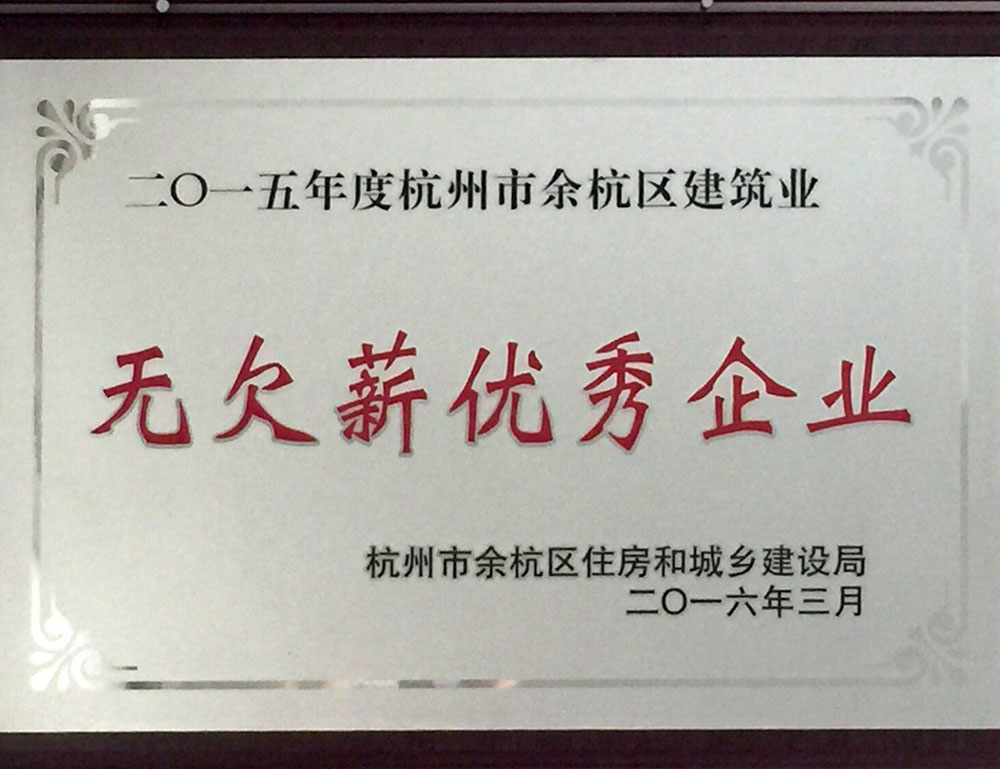 二〇一五年度杭州市余杭区建筑业
无欠薪优秀企业
杭州市余杭区住房和城乡建设局
二〇一六年三月